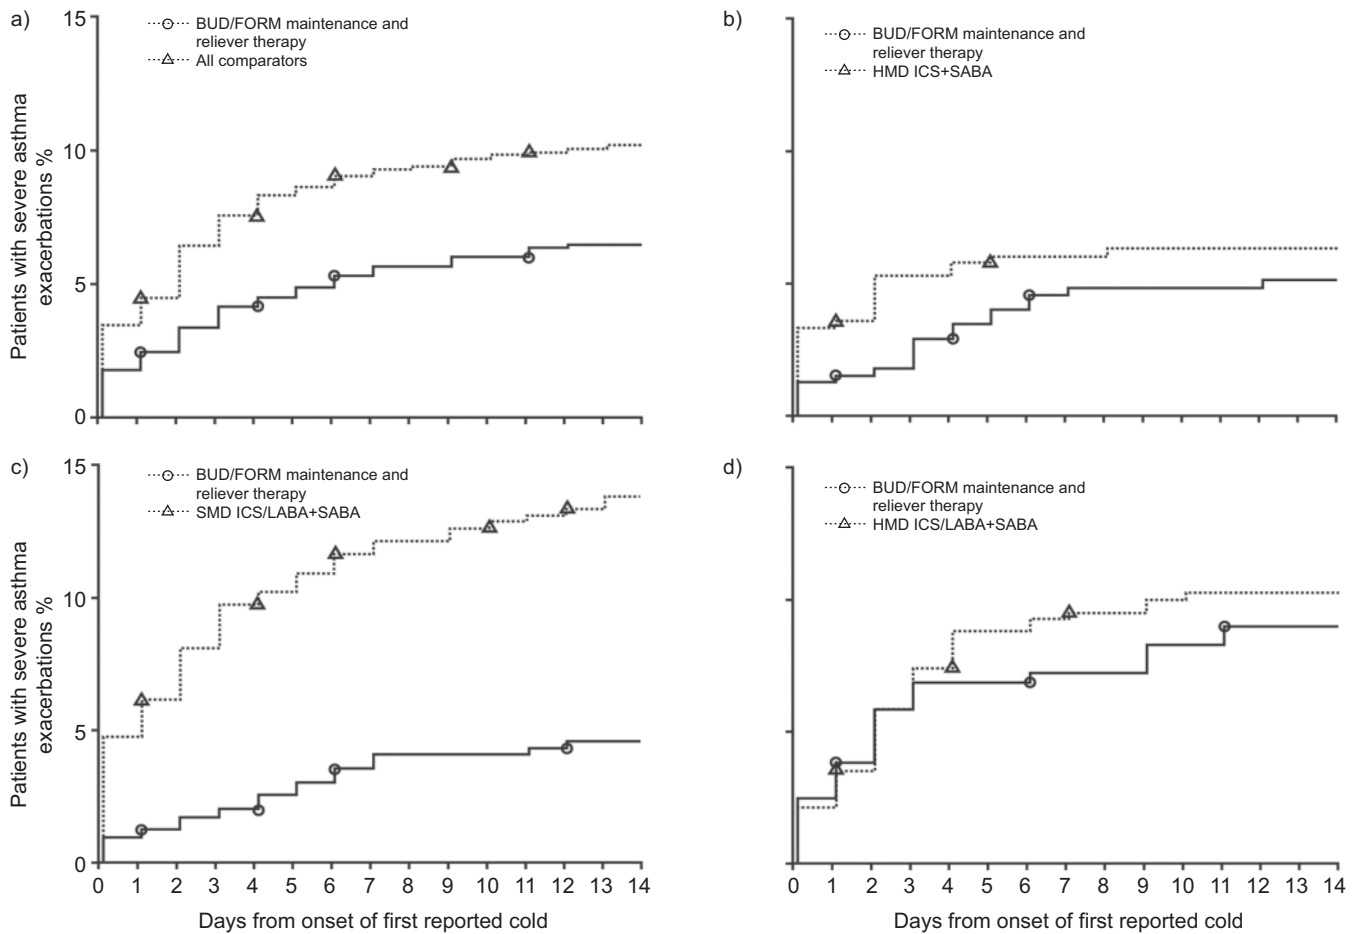 a)
15
10
5
0
Patients with severe asthma
exacerbations %
BUD/FORM maintenance and
reliever therapy
All comparators
b)
BUD/FORM maintenance and
reliever therapy
HMD ICS+SABA
c)
15
10
5
0
Patients with severe asthma
exacerbations %
BUD/FORM maintenance and
reliever therapy
SMD ICS/LABA+SABA
0 1 2 3 4 5 6 7 8 9 10 11 12 13 14
Days from onset of first reported cold
d)
BUD/FORM maintenance and
reliever therapy
HMD ICS/LABA+SABA
0 1 2 3 4 5 6 7 8 9 10 11 12 13 14
Days from onset of first reported cold